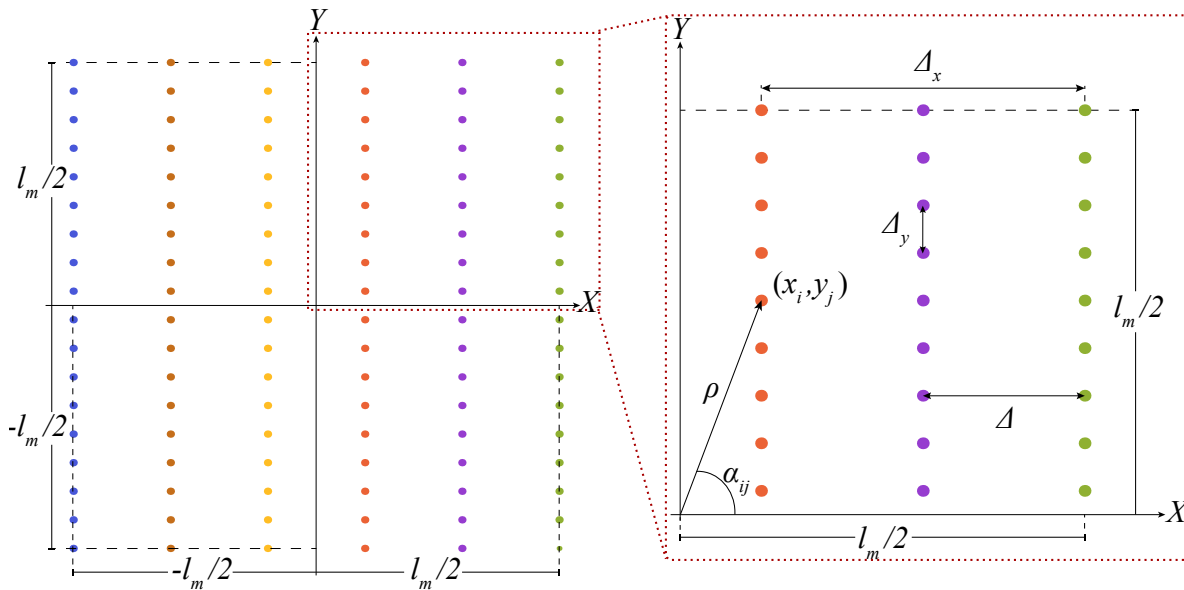 Y
X
l_m/2
-l_m/2
-l_m/2
l_m/2
Y
Δ_x
Δ_y
(x_i,y_j)
l_m/2
ρ
Δ
α_ij
X
l_m/2